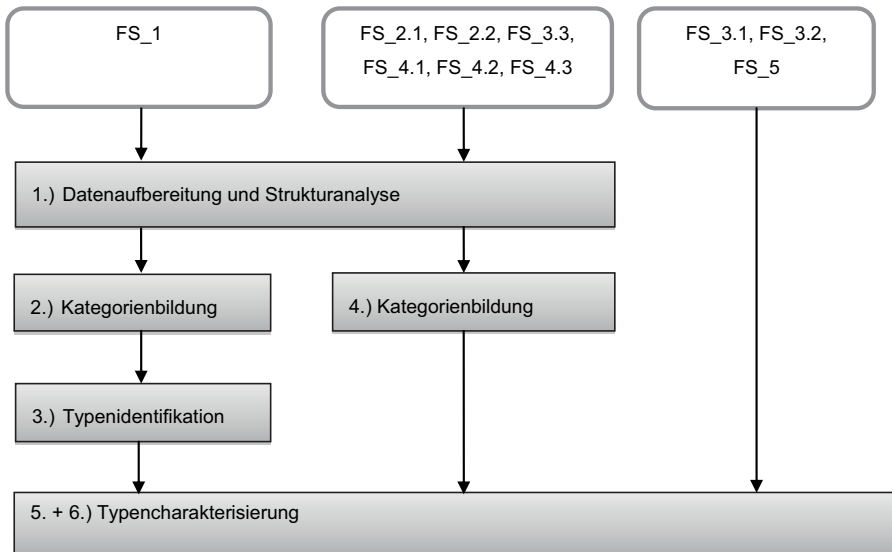 FS_1
FS_2.1, FS_2.2, FS_3.3,
FS_4.1, FS_4.2, FS_4.3
FS_3.1, FS_3.2,
FS_5
1.) Datenaufbereitung und Strukturanalyse
2.) Kategorienbildung
4.) Kategorienbildung
3.) Typenidentifikation
5. + 6.) Typencharakterisierung